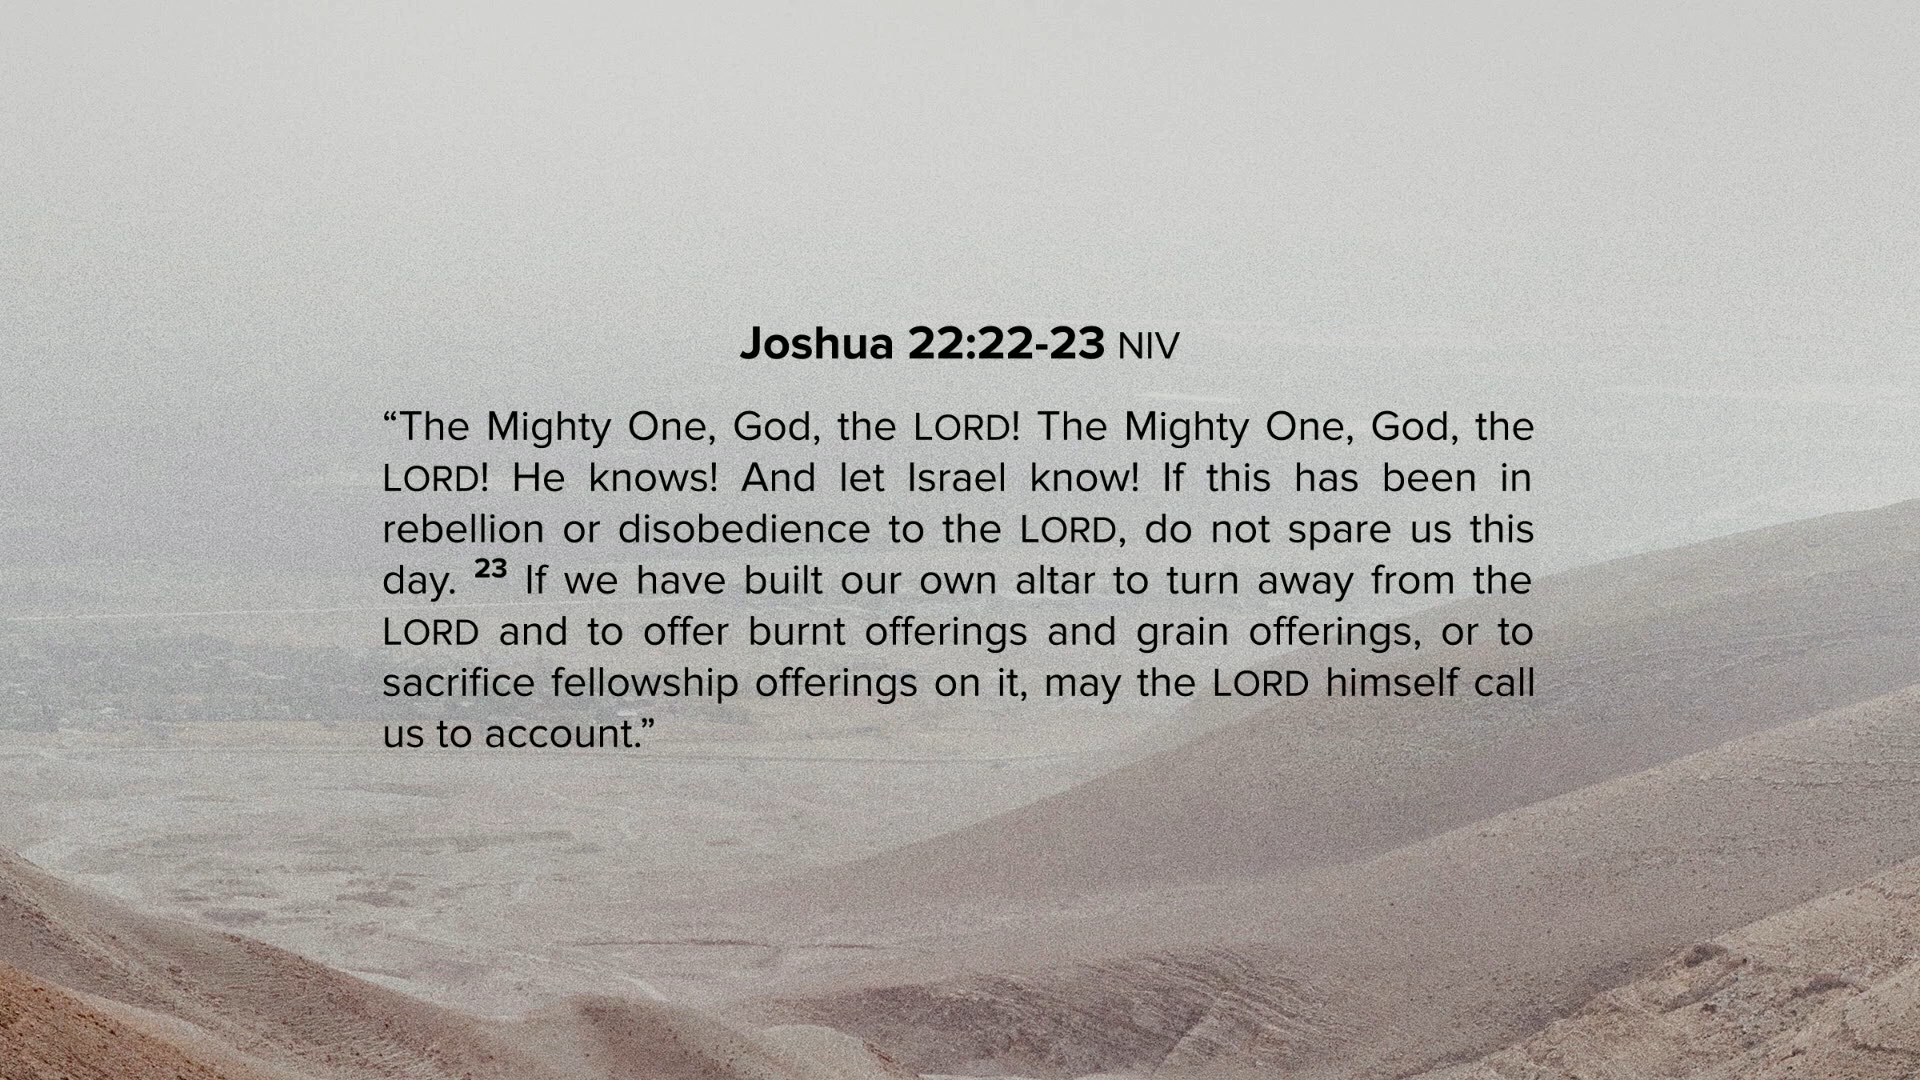 Joshua 22:22-23 NIV
“The Mighty One, God, the LORD! The Mighty One, God, the
LORD! He knows! And let Israel know! If this has been in
rebellion or disobedience to the LORD, do not spare us this
day. 23 If we have built our own altar to turn away from the
LORD and to offer burnt offerings and grain offerings, or to
sacrifice fellowship offerings on it, may the LORD himself call
us to account.”